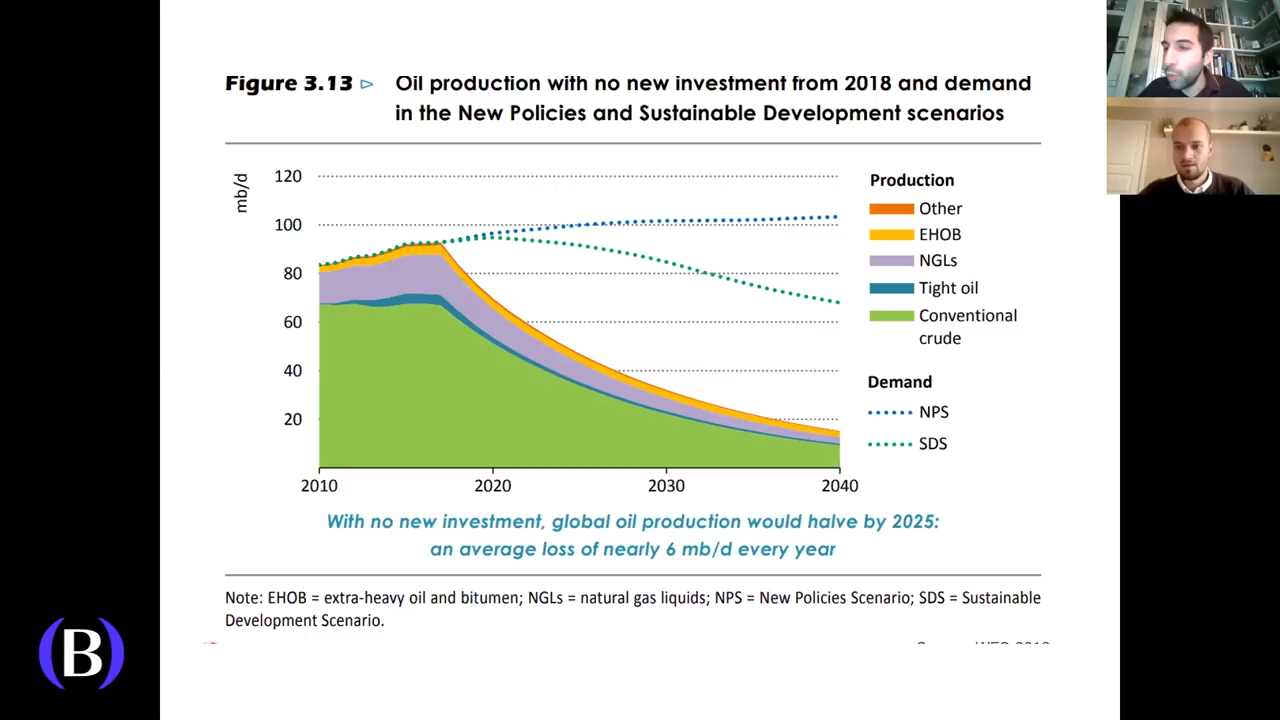 Figure 3.13 ▷ Oil production with no new investment from 2018 and demand
in the New Policies and Sustainable Development scenarios
mb/d
120
100
80
60
40
20
2010
2020
2030
2040
Production
Other
EHOB
NGLs
Tight oil
Conventional
crude
Demand
NPS
SDS
With no new investment, global oil production would halve by 2025:
an average loss of nearly 6 mb/d every year
Note: EHOB = extra-heavy oil and bitumen; NGLs = natural gas liquids; NPS = New Policies Scenario; SDS = Sustainable
Development Scenario.
(B)